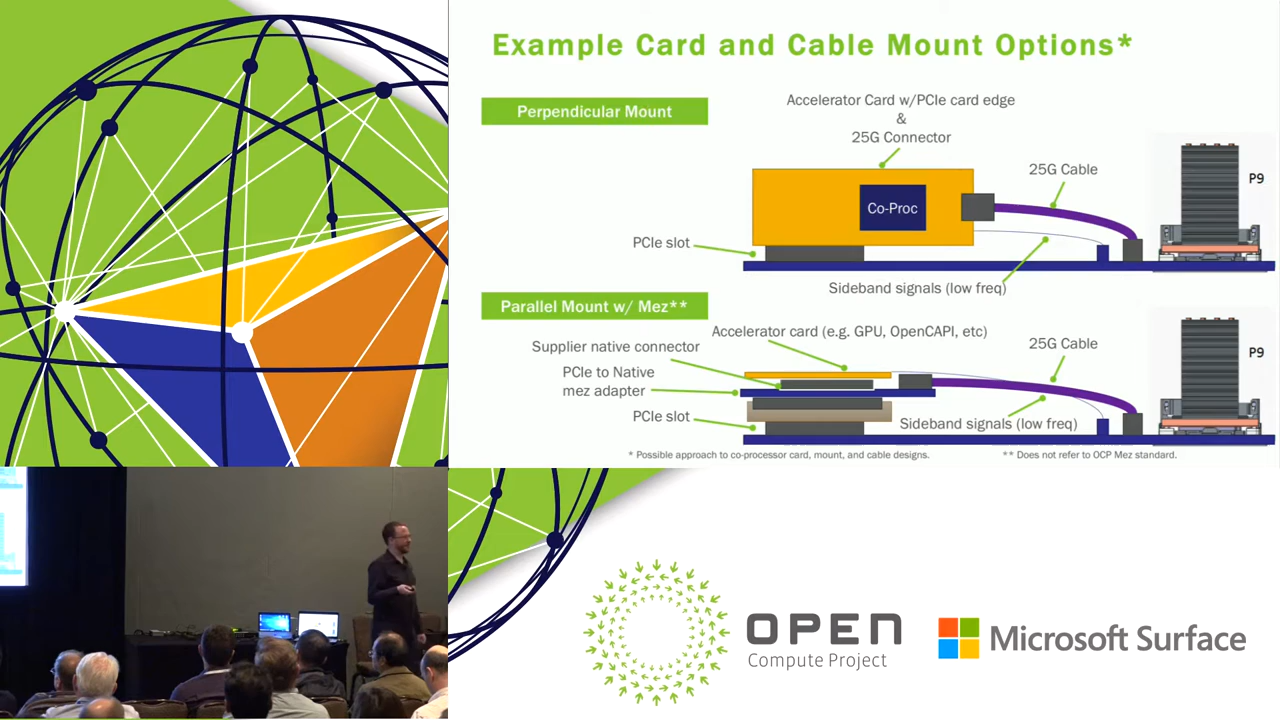 Example Card and Cable Mount Options*
Perpendicular Mount
Accelerator Card w/PCIe card edge
&
25G Connector
25G Cable
P9
Co-Proc
PCIe slot
Sideband signals (low freq)
Parallel Mount w/ Mez**
Accelerator card (e.g. GPU, OpenCAPI, etc)
Supplier native connector
25G Cable
P9
PCIe to Native
mez adapter
PCIe slot
Sideband signals (low freq)
* Possible approach to co-processor card, mount, and cable designs.
** Does not refer to OCP Mez standard.
OPEN
Compute Project
Microsoft Surface